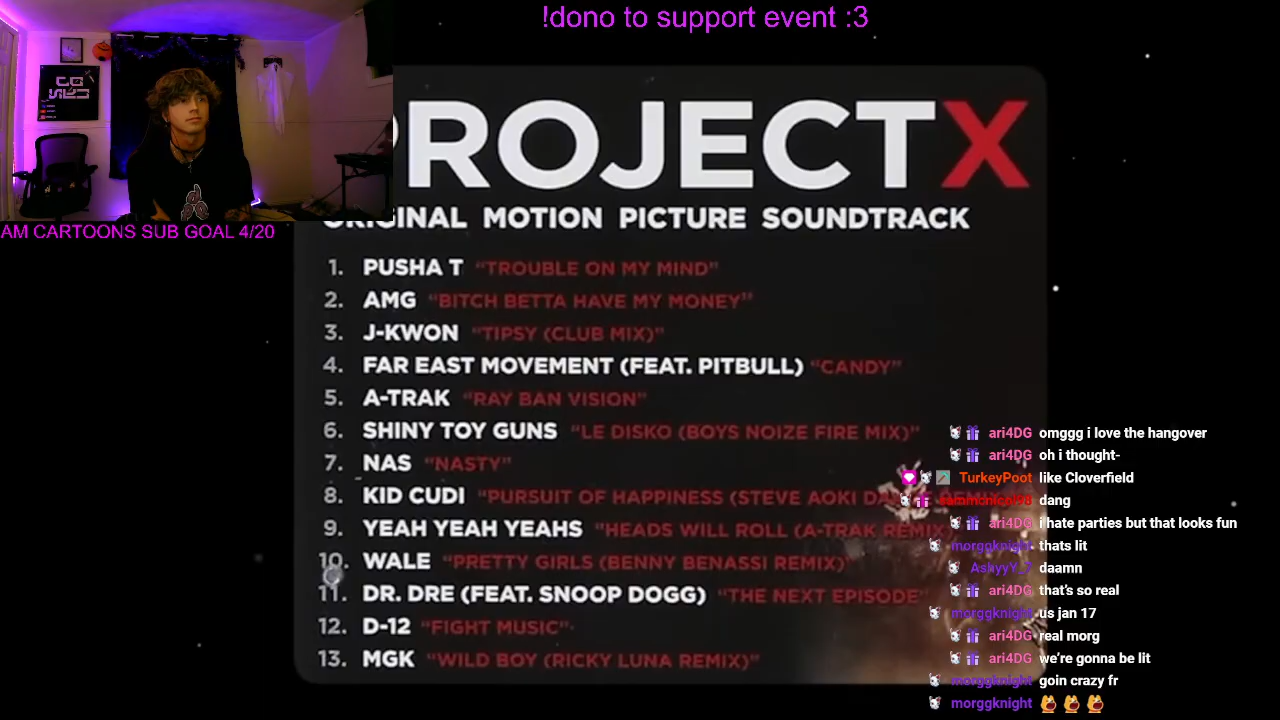 !dono to support event :3
AM CARTOONS SUB GOAL 4/20
ROJECTX
ORIGINAL MOTION PICTURE SOUNDTRACK
1. PUSHA T "TROUBLE ON MY MIND"
2. AMG "BITCH BETTA HAVE MY MONEY"
3. J-KWON "TIPSY (CLUB MIX)"
4. FAR EAST MOVEMENT (FEAT. PITBULL) "CANDY"
5. A-TRAK "RAY BAN VISION"
6. SHINY TOY GUNS "LE DISKO (BOYS NOIZE FIRE MIX)"
7. NAS "NASTY"
8. KID CUDI "PURSUIT OF HAPPINESS (STEVE AOKI
9. YEAH YEAH YEAHS "HEADS WILL ROLL (A-TRAK REMIX)
10. WALE "PRETTY GIRLS (BENNY BENASSI REMIX)"
11. DR. DRE (FEAT. SNOOP DOGG) "THE NEXT EPISODE"
12. D-12 "FIGHT MUSIC"
13. MGK "WILD BOY (RICKY LUNA REMIX)"
ari4DG omggg i love the hangover
ari4DG oh i thought-
TurkeyPoot like Cloverfield
dang
ari4DG i hate parties but that looks fun
morggknight thats lit
AshyyY_7 daamn
ari4DG that's so real
morggknight us jan 17
ari4DG real morg
ari4DG we're gonna be lit
morggknight goin crazy fr
morggknight